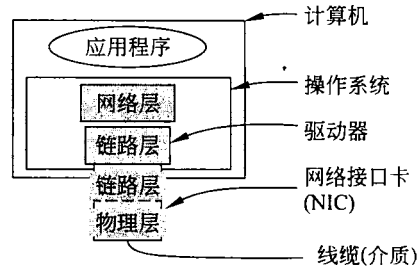 计算机
应用程序
操作系统
网络层
驱动器
链路层
链路层
网络接口卡
(NIC)
物理层
线缆(介质)